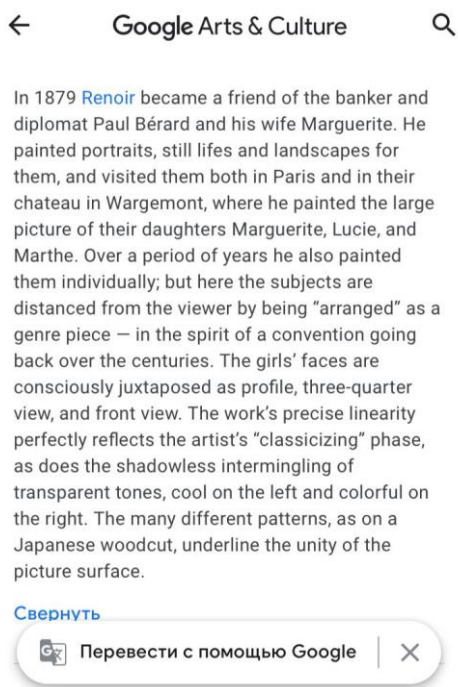 Google Arts & Culture
In 1879 Renoir became a friend of the banker and
diplomat Paul Bérard and his wife Marguerite. He
painted portraits, still lifes and landscapes for
them, and visited them both in Paris and in their
chateau in Wargemont, where he painted the large
picture of their daughters Marguerite, Lucie, and
Marthe. Over a period of years he also painted
them individually; but here the subjects are
distanced from the viewer by being “arranged” as a
genre piece — in the spirit of a convention going
back over the centuries. The girls’ faces are
consciously juxtaposed as profile, three-quarter
view, and front view. The work’s precise linearity
perfectly reflects the artist’s “classicizing” phase,
as does the shadowless intermingling of
transparent tones, cool on the left and colorful on
the right. The many different patterns, as on a
Japanese woodcut, underline the unity of the
picture surface.
Свернуть
Перевести с помощью Google